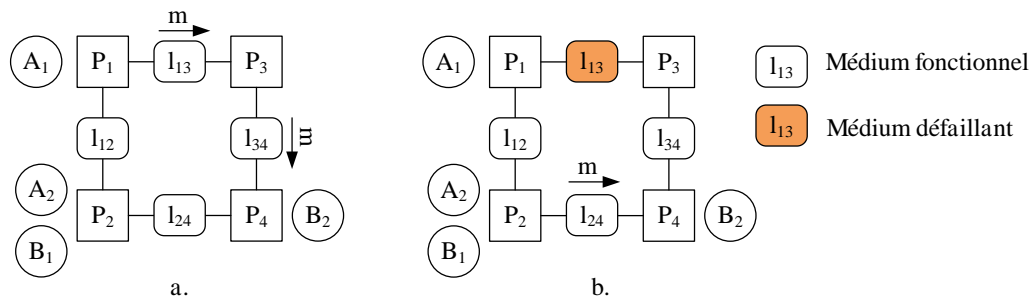 m
A₁ P₁ l₁₃ P₃
l₁₂ l₃₄ m
A₂
P₂ l₂₄ P₄ B₂
B₁
a.
A₁ P₁ l₁₃ P₃
l₁₂ l₃₄
m
A₂
P₂ l₂₄ P₄ B₂
B₁
b.
l₁₃ Médium fonctionnel
l₁₃ Médium défaillant